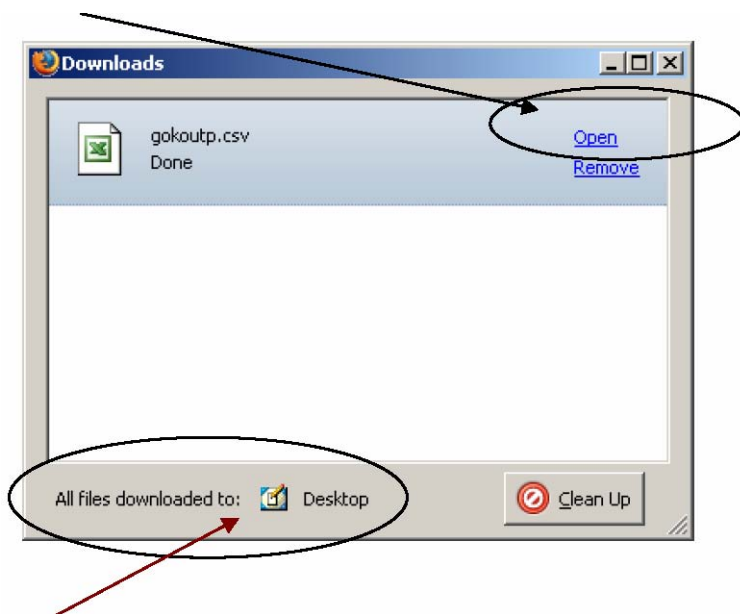 Downloads
gokoutp.csv
Open
Done
Remove
All files downloaded to: Desktop
Clean Up